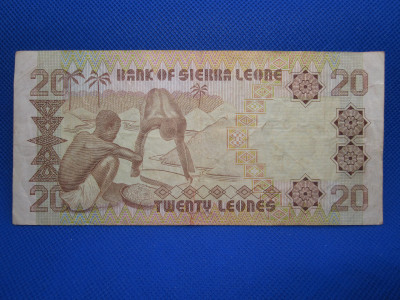 20 BANK OF SIERRA LEONE 20
20 TWENTY LEONES 20